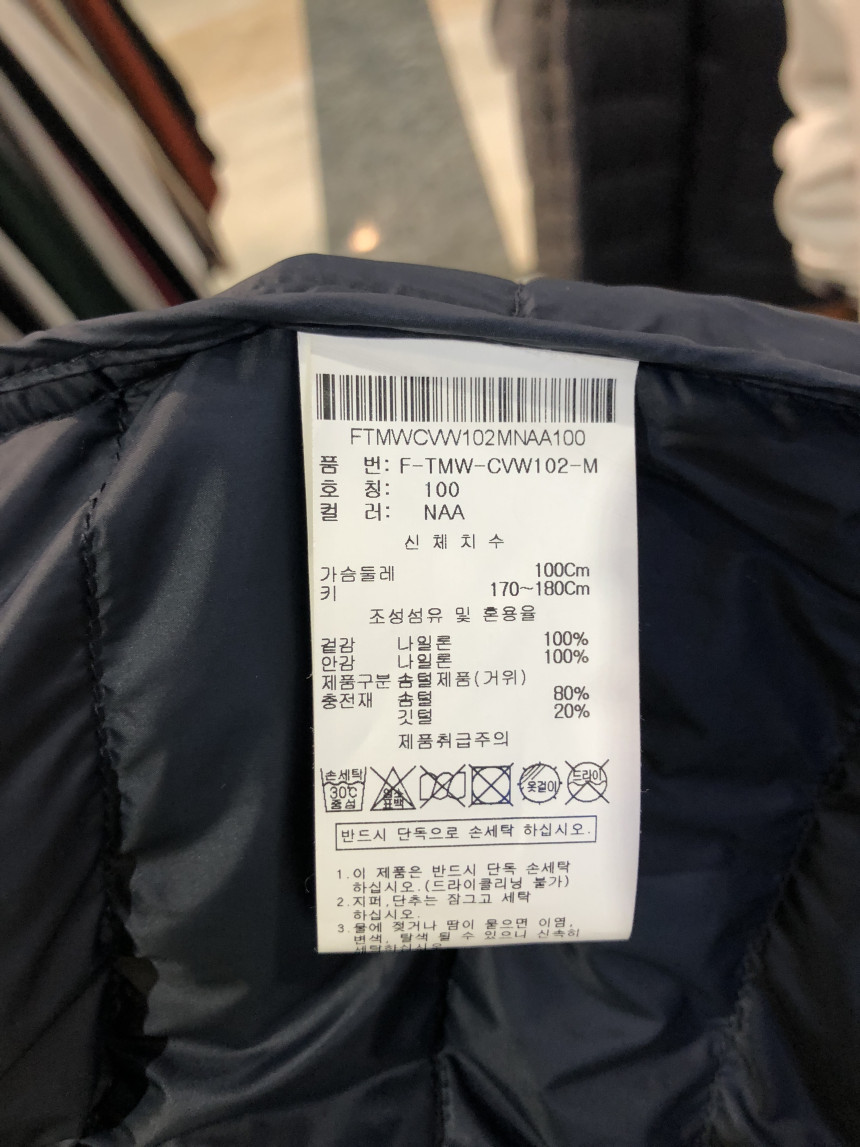 FTMWCVW102MNAA100
품 번: F-TMW-CVW102-M
호 칭: 100
컬 러: NAA
신 체 치 수
가슴둘레 100Cm
키 170~180Cm
조성섬유 및 혼용율
겉감 나일론 100%
안감 나일론 100%
제품구분 솜털제품(거위)
충전재 솜털 80%
깃털 20%
제품취급주의
손세탁 30℃ 중성 염소 표백 옷걸이 드라이
반드시 단독으로 손세탁 하십시오.
1.이 제품은 반드시 단독 손세탁
하십시오.(드라이클리닝 불가)
2.지퍼,단추는 잠그고 세탁
하십시오.
3.물에 젖거나 땀이 묻으면 이염,
변색, 탈색 될 수 있으니 신속히
세탁하십시오